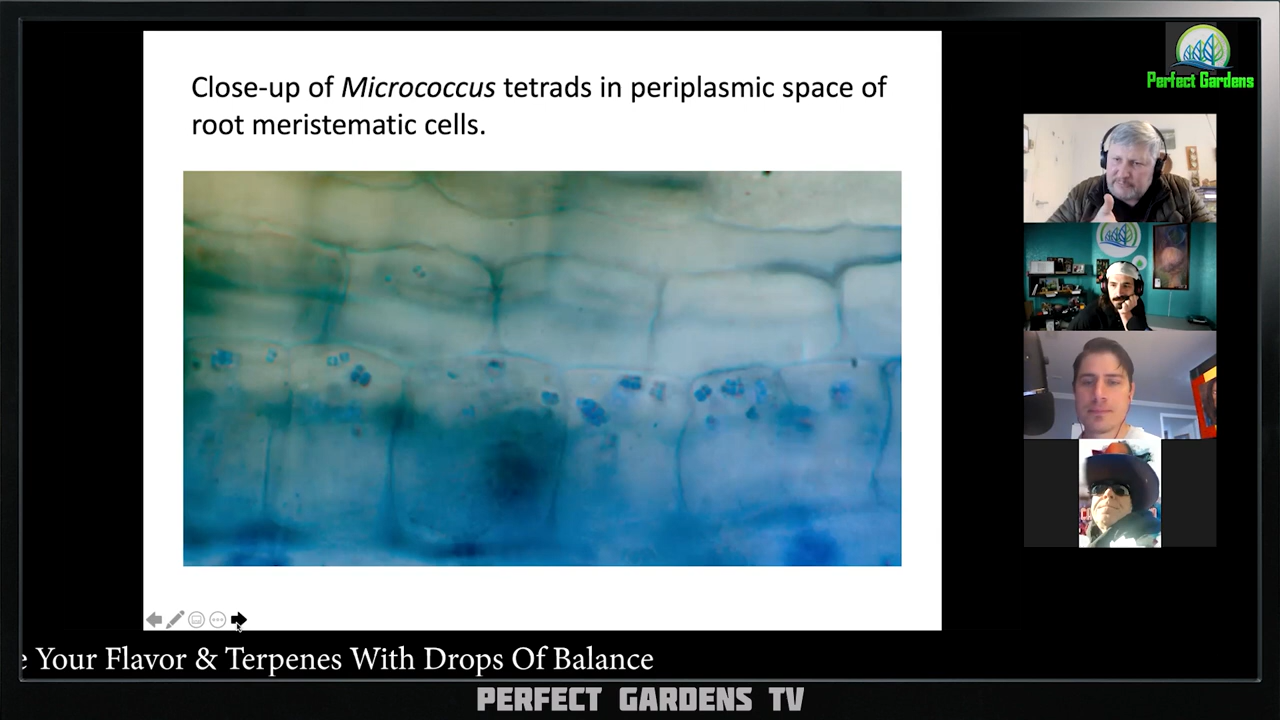 Close-up of Micrococcus tetrads in periplasmic space of
root meristematic cells.
Perfect Gardens
e Your Flavor & Terpenes With Drops Of Balance
PERFECT GARDENS TV